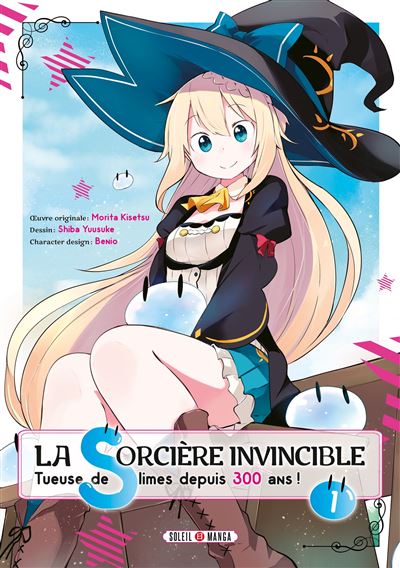 Œuvre originale: Morita Kisetsu
Dessin: Shiba Yuusuke
Character design: Benio
LA SORCIÈRE INVINCIBLE
Tueuse de Slimes depuis 300 ans !
1
SOLEIL MANGA